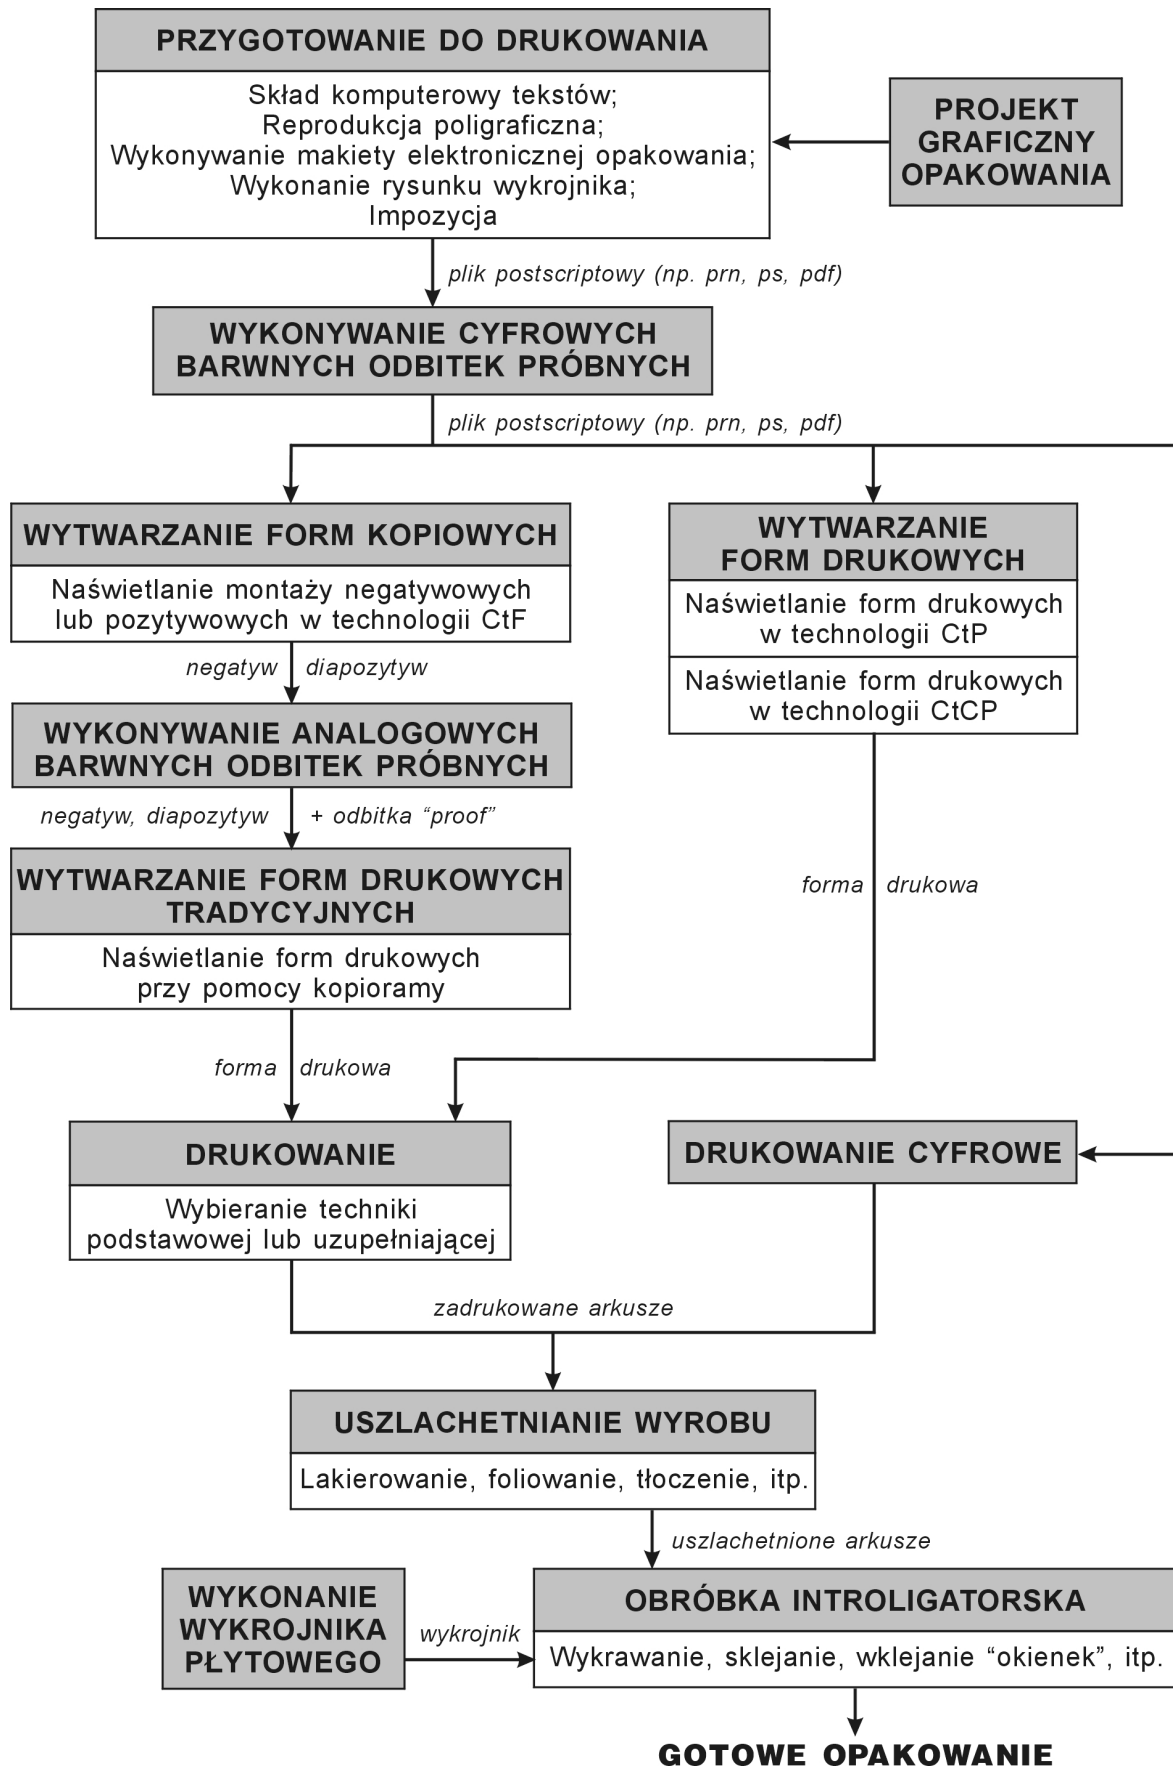 PRZYGOTOWANIE DO DRUKOWANIA
Skład komputerowy tekstów;
Reprodukcja poligraficzna;
Wykonywanie makiety elektronicznej opakowania;
Wykonanie rysunku wykrojnika;
Impozycja
PROJEKT
GRAFICZNY
OPAKOWANIA
plik postscriptowy (np. prn, ps, pdf)
WYKONYWANIE CYFROWYCH
BARWNYCH ODBITEK PRÓBNYCH
plik postscriptowy (np. prn, ps, pdf)
WYTWARZANIE FORM KOPIOWYCH
Naświetlanie montaży negatywowych
lub pozytywowych w technologii CtF
negatyw diapozytyw
WYKONYWANIE ANALOGOWYCH
BARWNYCH ODBITEK PRÓBNYCH
negatyw, diapozytyw + odbitka “proof”
WYTWARZANIE FORM DRUKOWYCH
TRADYCYJNYCH
Naświetlanie form drukowych
przy pomocy kopioramy
forma drukowa
WYTWARZANIE
FORM DRUKOWYCH
Naświetlanie form drukowych
w technologii CtP
Naświetlanie form drukowych
w technologii CtCP
forma drukowa
DRUKOWANIE
Wybieranie techniki
podstawowej lub uzupełniającej
DRUKOWANIE CYFROWE
zadrukowane arkusze
USZLACHETNIANIE WYROBU
Lakierowanie, foliowanie, tłoczenie, itp.
uszlachetnione arkusze
WYKONANIE
WYKROJNIKA
PŁYTOWEGO
wykrojnik
OBRÓBKA INTROLIGATORSKA
Wykrawanie, sklejanie, wklejanie “okienek”, itp.
GOTOWE OPAKOWANIE